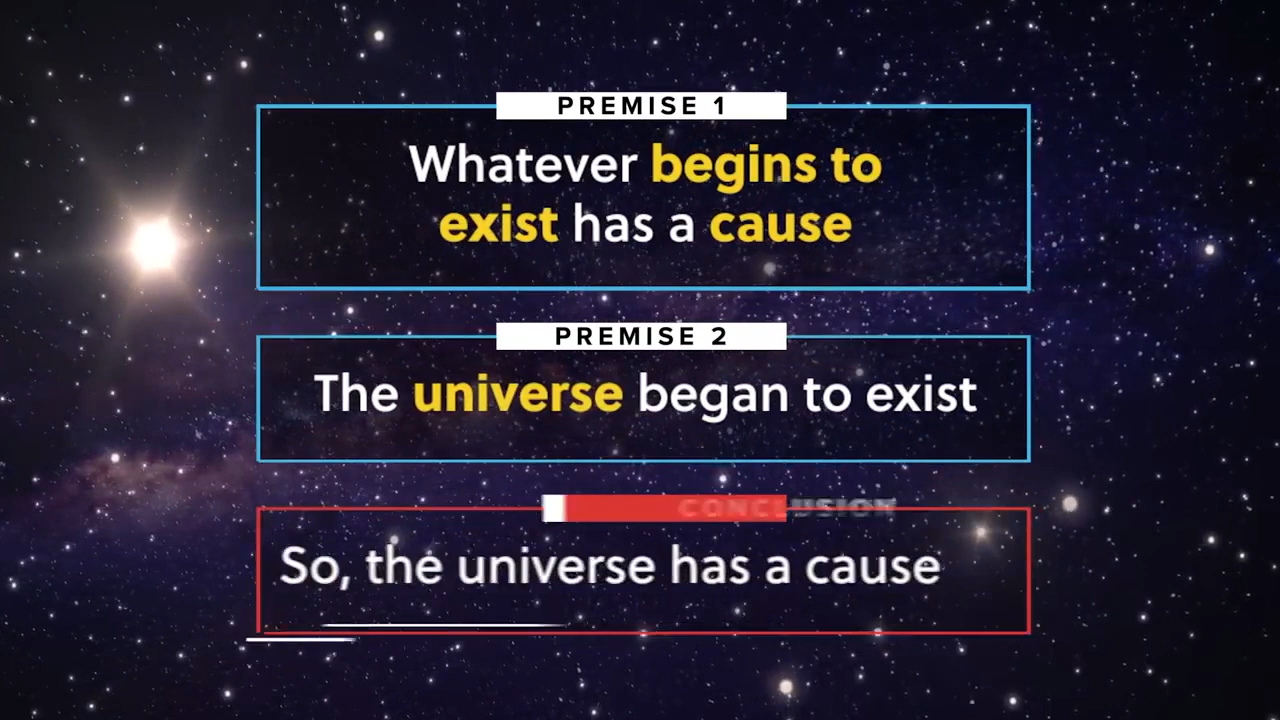 PREMISE 1
Whatever begins to
exist has a cause
PREMISE 2
The universe began to exist
CONCLUSION
So, the universe has a cause